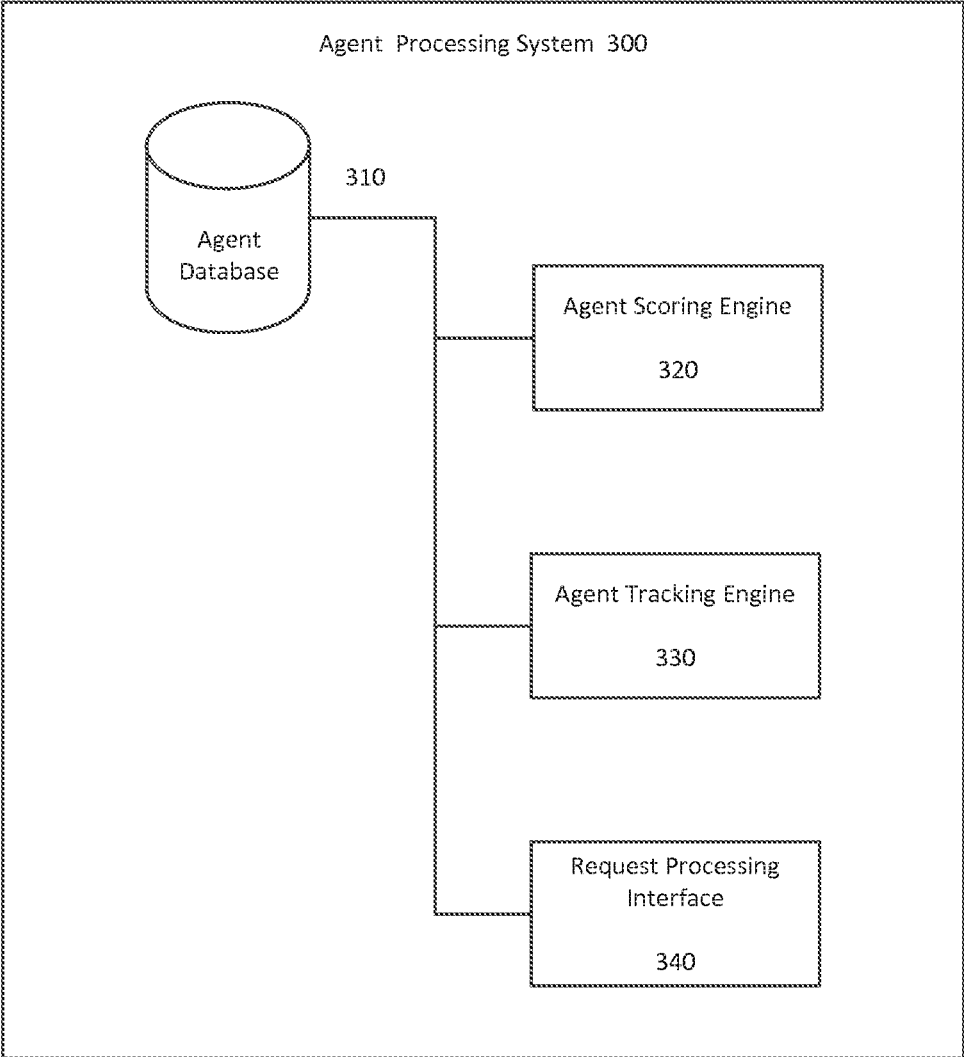 Agent Processing System 300
310
Agent
Database
Agent Scoring Engine
320
Agent Tracking Engine
330
Request Processing
Interface
340